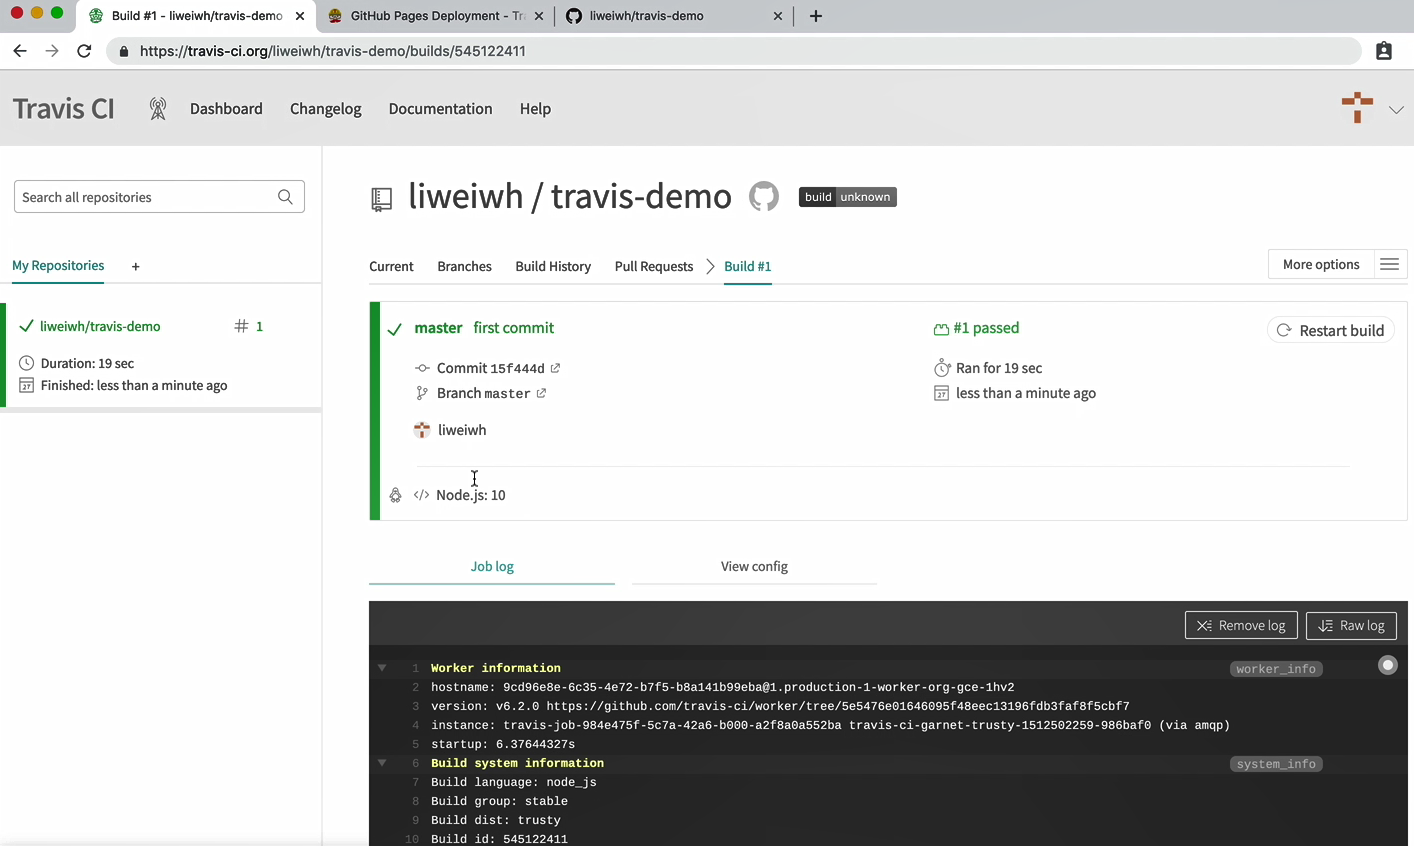 Build #1 - liweiwh/travis-demo
GitHub Pages Deployment - Tra
liweiwh/travis-demo
https://travis-ci.org/liweiwh/travis-demo/builds/545122411
Travis CI
Dashboard
Changelog
Documentation
Help
Search all repositories
My Repositories +
liweiwh/travis-demo # 1
Duration: 19 sec
Finished: less than a minute ago
liweiwh / travis-demo
build unknown
Current Branches Build History Pull Requests Build #1
More options
master first commit
#1 passed
Restart build
Commit 15f444d
Ran for 19 sec
Branch master
less than a minute ago
liweiwh
Node.js: 10
Job log
View config
Remove log
Raw log
1 Worker information worker_info
2 hostname: 9cd96e8e-6c35-4e72-b7f5-b8a141b99eba@1.production-1-worker-org-gce-1hv2
3 version: v6.2.0 https://github.com/travis-ci/worker/tree/5e5476e01646095f48eec13196fdb3faf8f5cbf7
4 instance: travis-job-984e475f-5c7a-42a6-b000-a2f8a0a552ba travis-ci-garnet-trusty-1512502259-986baf0 (via amqp)
5 startup: 6.37644327s
6 Build system information system_info
7 Build language: node_js
8 Build group: stable
9 Build dist: trusty
10 Build id: 545122411